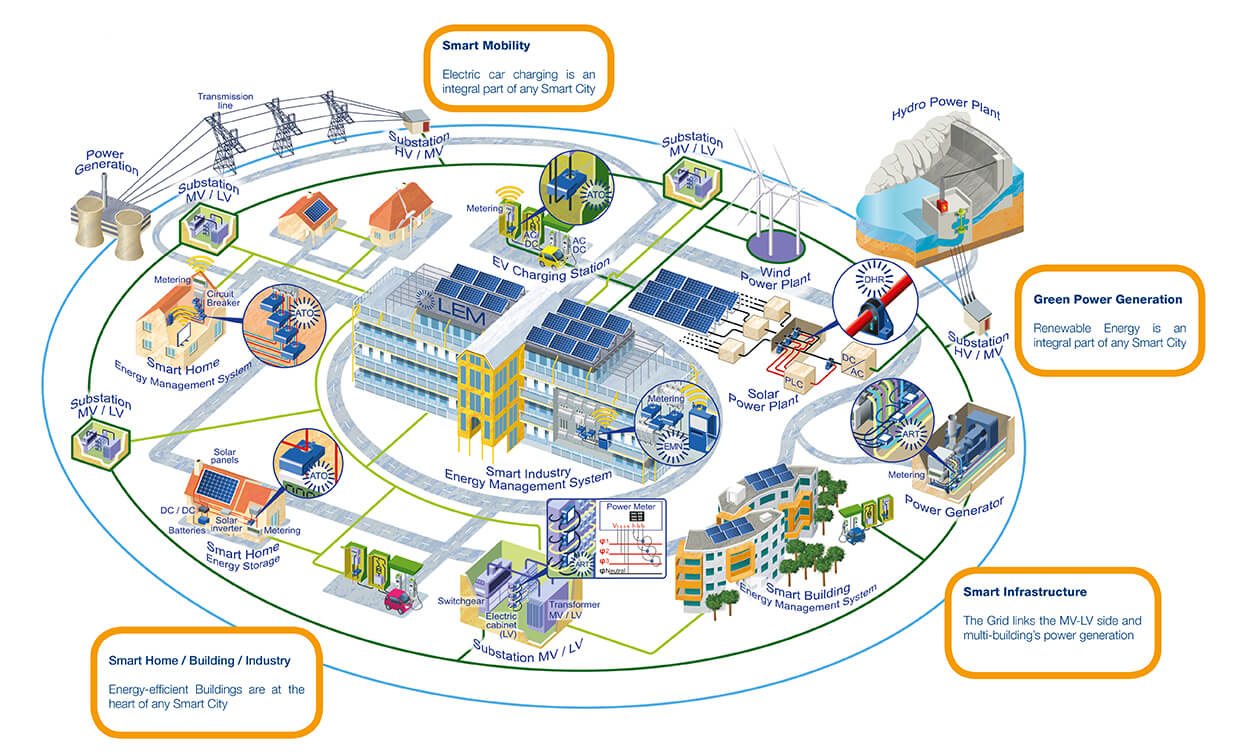 Smart Mobility
Electric car charging is an
integral part of any Smart City
Transmission
line
Substation
HV / MV
Power
Generation
Substation
MV / LV
Substation
MV / LV
Hydro Power Plant
Metering
ATO
AC/
DC
AC
DC
EV Charging Station
Wind
Power Plant
DHR
Metering
Circuit
Breaker
ATO
Smart Home
Energy Management System
LEM
Green Power Generation
Renewable Energy is an
integral part of any Smart City
Substation
HV / MV
DC
AC
PLC
Solar
Power Plant
Substation
MV / LV
Metering
EMN
Smart Industry
Energy Management System
ART
Metering
Power Generator
Solar
panels
ATO
DC / DC
Batteries
Solar
inverter
Metering
Smart Home
Energy Storage
Power Meter
φ1
φ2
φ3
φNeutral
ART
Switchgear
Electric
cabinet
(LV)
Transformer
MV / LV
Substation MV / LV
Smart Building
Energy Management System
Smart Infrastructure
The Grid links the MV-LV side and
multi-building's power generation
Smart Home / Building / Industry
Energy-efficient Buildings are at the
heart of any Smart City